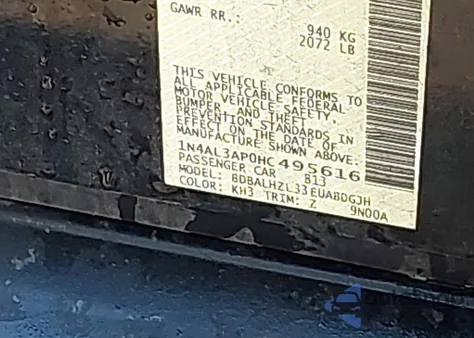 GAWR RR.:
940 KG
2072 LB
THIS VEHICLE CONFORMS TO
ALL APPLICABLE FEDERAL
MOTOR VEHICLE SAFETY,
BUMPER, AND THEFT
PREVENTION STANDARDS IN
EFFECT ON THE DATE OF
MANUFACTURE SHOWN ABOVE.
1N4AL3AP0HC495616
PASSENGER CAR 813
MODEL: BDBALHZL33EUABDGJH
COLOR: KH3 TRIM: Z 9N00A